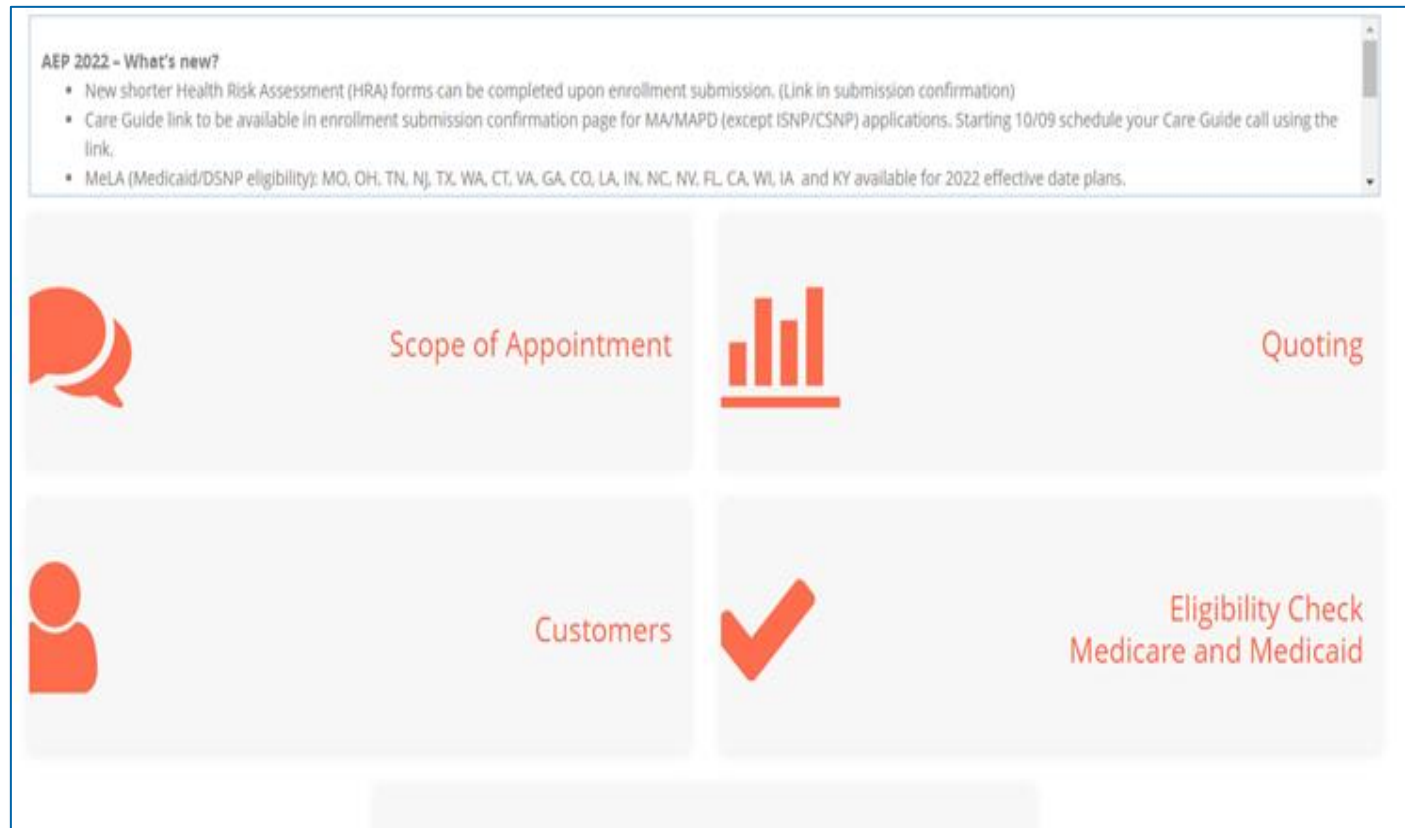 AEP 2022 – What's new?
• New shorter Health Risk Assessment (HRA) forms can be completed upon enrollment submission. (Link in submission confirmation)
• Care Guide link to be available in enrollment submission confirmation page for MA/MAPD (except ISNP/CSNP) applications. Starting 10/09 schedule your Care Guide call using the
link.
• MeLA (Medicaid/DSNP eligibility): MO, OH, TN, NJ, TX, WA, CT, VA, GA, CO, LA, IN, NC, NV, FL, CA, WI, IA and KY available for 2022 effective date plans.
Scope of Appointment
Quoting
Customers
Eligibility Check
Medicare and Medicaid